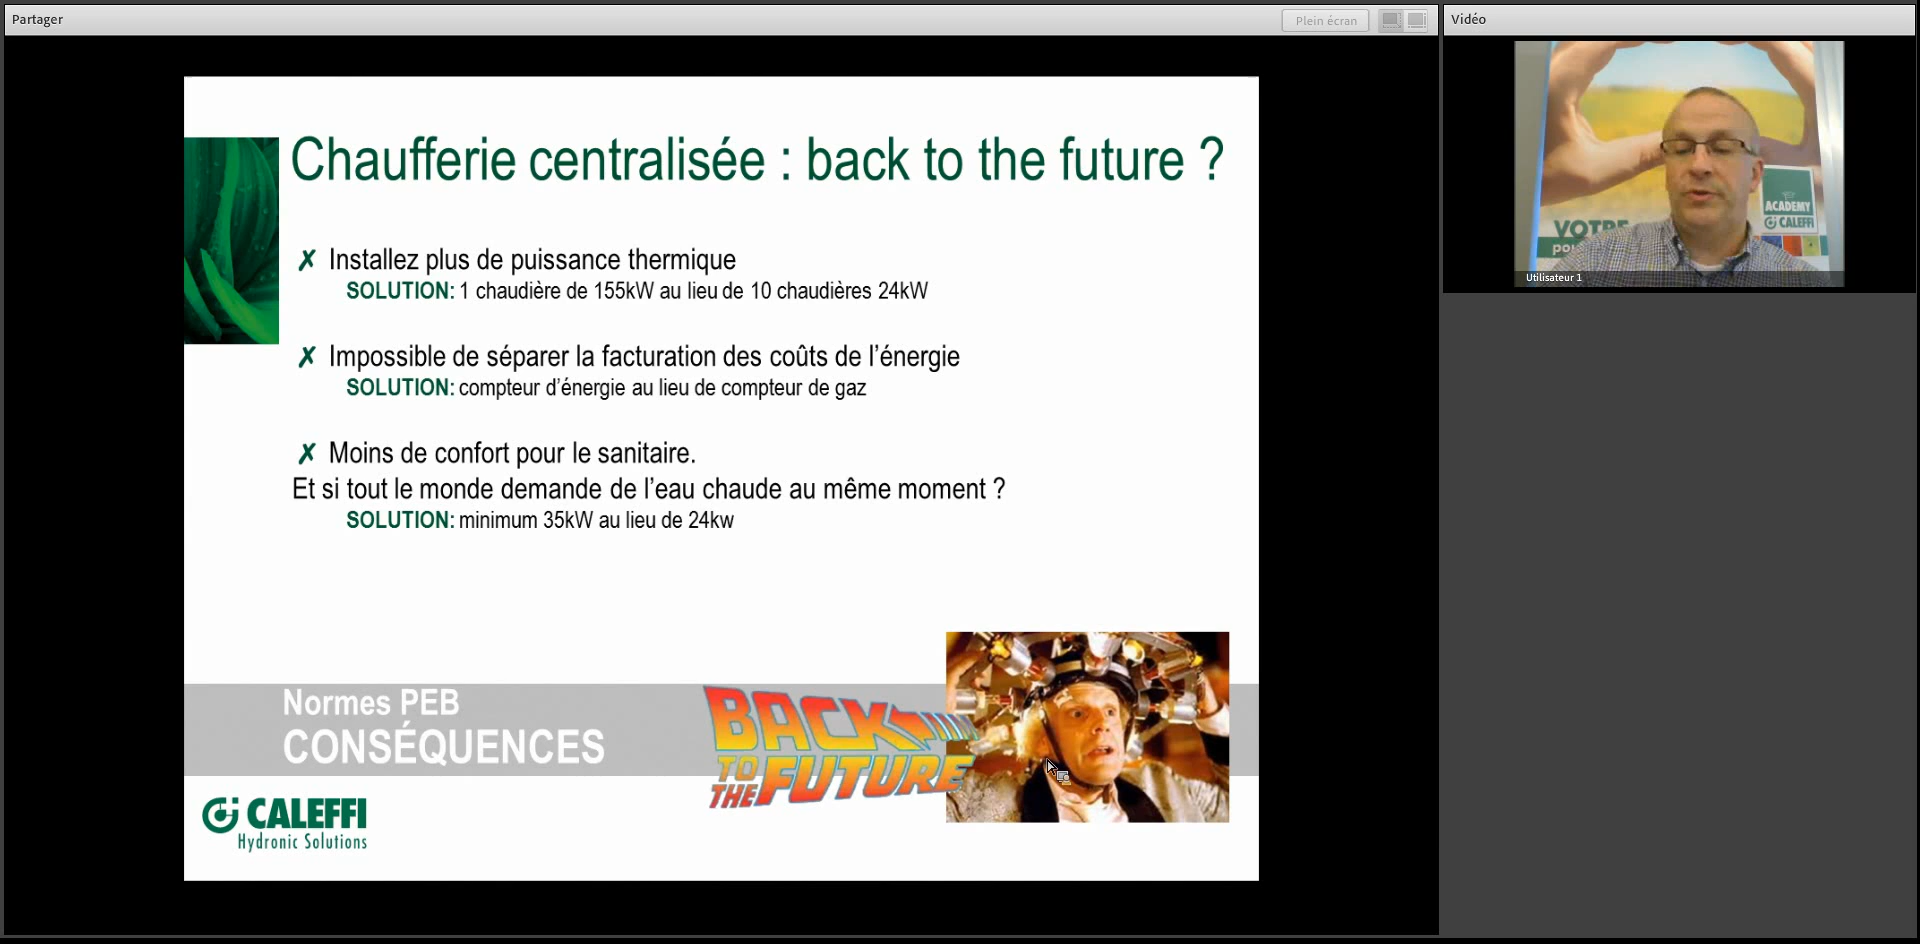 Partager
Plein écran
Vidéo
Chaufferie centralisée : back to the future ?
✗ Installez plus de puissance thermique
SOLUTION: 1 chaudière de 155kW au lieu de 10 chaudières 24kW
✗ Impossible de séparer la facturation des coûts de l'énergie
SOLUTION: compteur d'énergie au lieu de compteur de gaz
✗ Moins de confort pour le sanitaire.
Et si tout le monde demande de l'eau chaude au même moment ?
SOLUTION: minimum 35kW au lieu de 24kw
Normes PEB
CONSÉQUENCES
BACK
TO
THE FUTURE
CALEFFI
Hydronic Solutions
ACADEMY
CALEFFI
VOTRE
Utilisateur 1